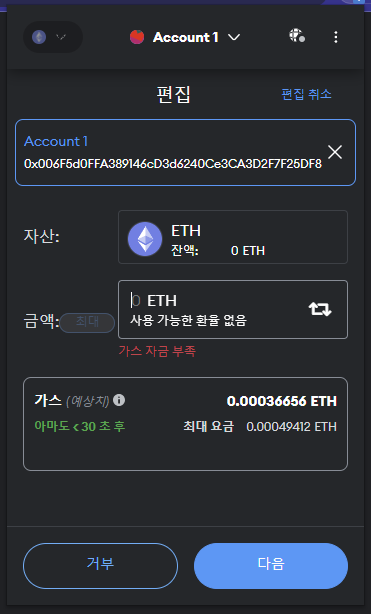 Account 1
편집
편집 취소
Account 1
0x006F5d0FFA389146cD3d6240Ce3CA3D2F7F25DF8
자산:
ETH
잔액: 0 ETH
금액:
최대
0 ETH
사용 가능한 환율 없음
가스 자금 부족
가스 (예상치) 0.00036656 ETH
아마도 < 30 초 후 최대 요금 0.00049412 ETH
거부
다음